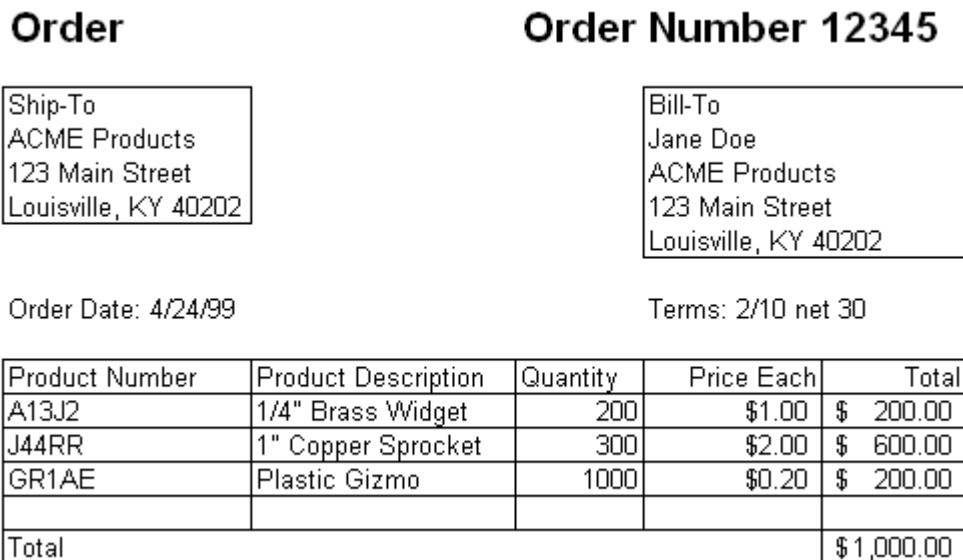 Order Order Number 12345
Ship-To
ACME Products
123 Main Street
Louisville, KY 40202
Bill-To
Jane Doe
ACME Products
123 Main Street
Louisville, KY 40202
Order Date: 4/24/99 Terms: 2/10 net 30
Product Number Product Description Quantity Price Each Total
A13J2 1/4" Brass Widget 200 $1.00 $ 200.00
J44RR 1" Copper Sprocket 300 $2.00 $ 600.00
GR1AE Plastic Gizmo 1000 $0.20 $ 200.00
Total $1,000.00